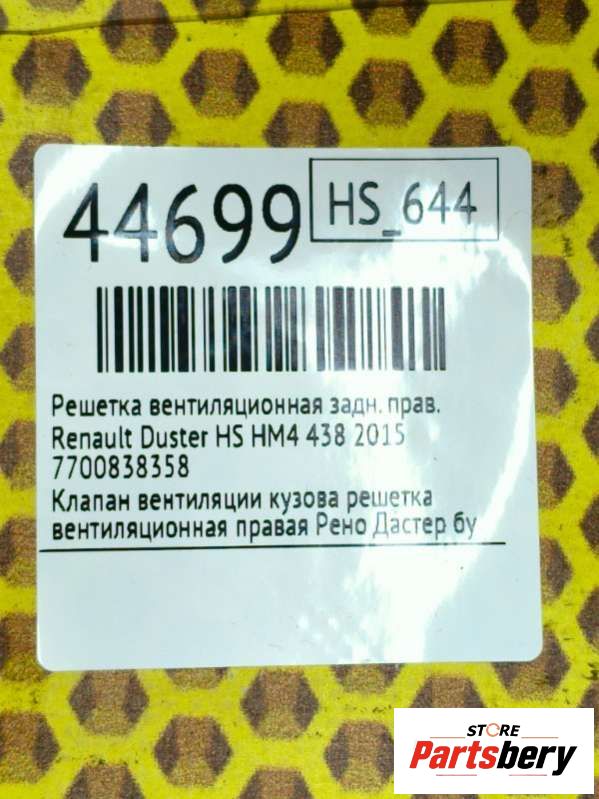 44699
HS_644
Решетка вентиляционная задн. прав.
Renault Duster HS HM4 438 2015
7700838358
Клапан вентиляции кузова решетка
вентиляционная правая Рено Дастер бу
STORE
Partsbery